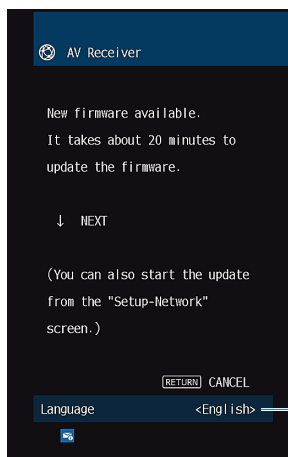 AV Receiver
New firmware available.
It takes about 20 minutes to
update the firmware.
↓ NEXT
(You can also start the update
from the "Setup-Network"
screen.)
RETURN CANCEL
Language <English>